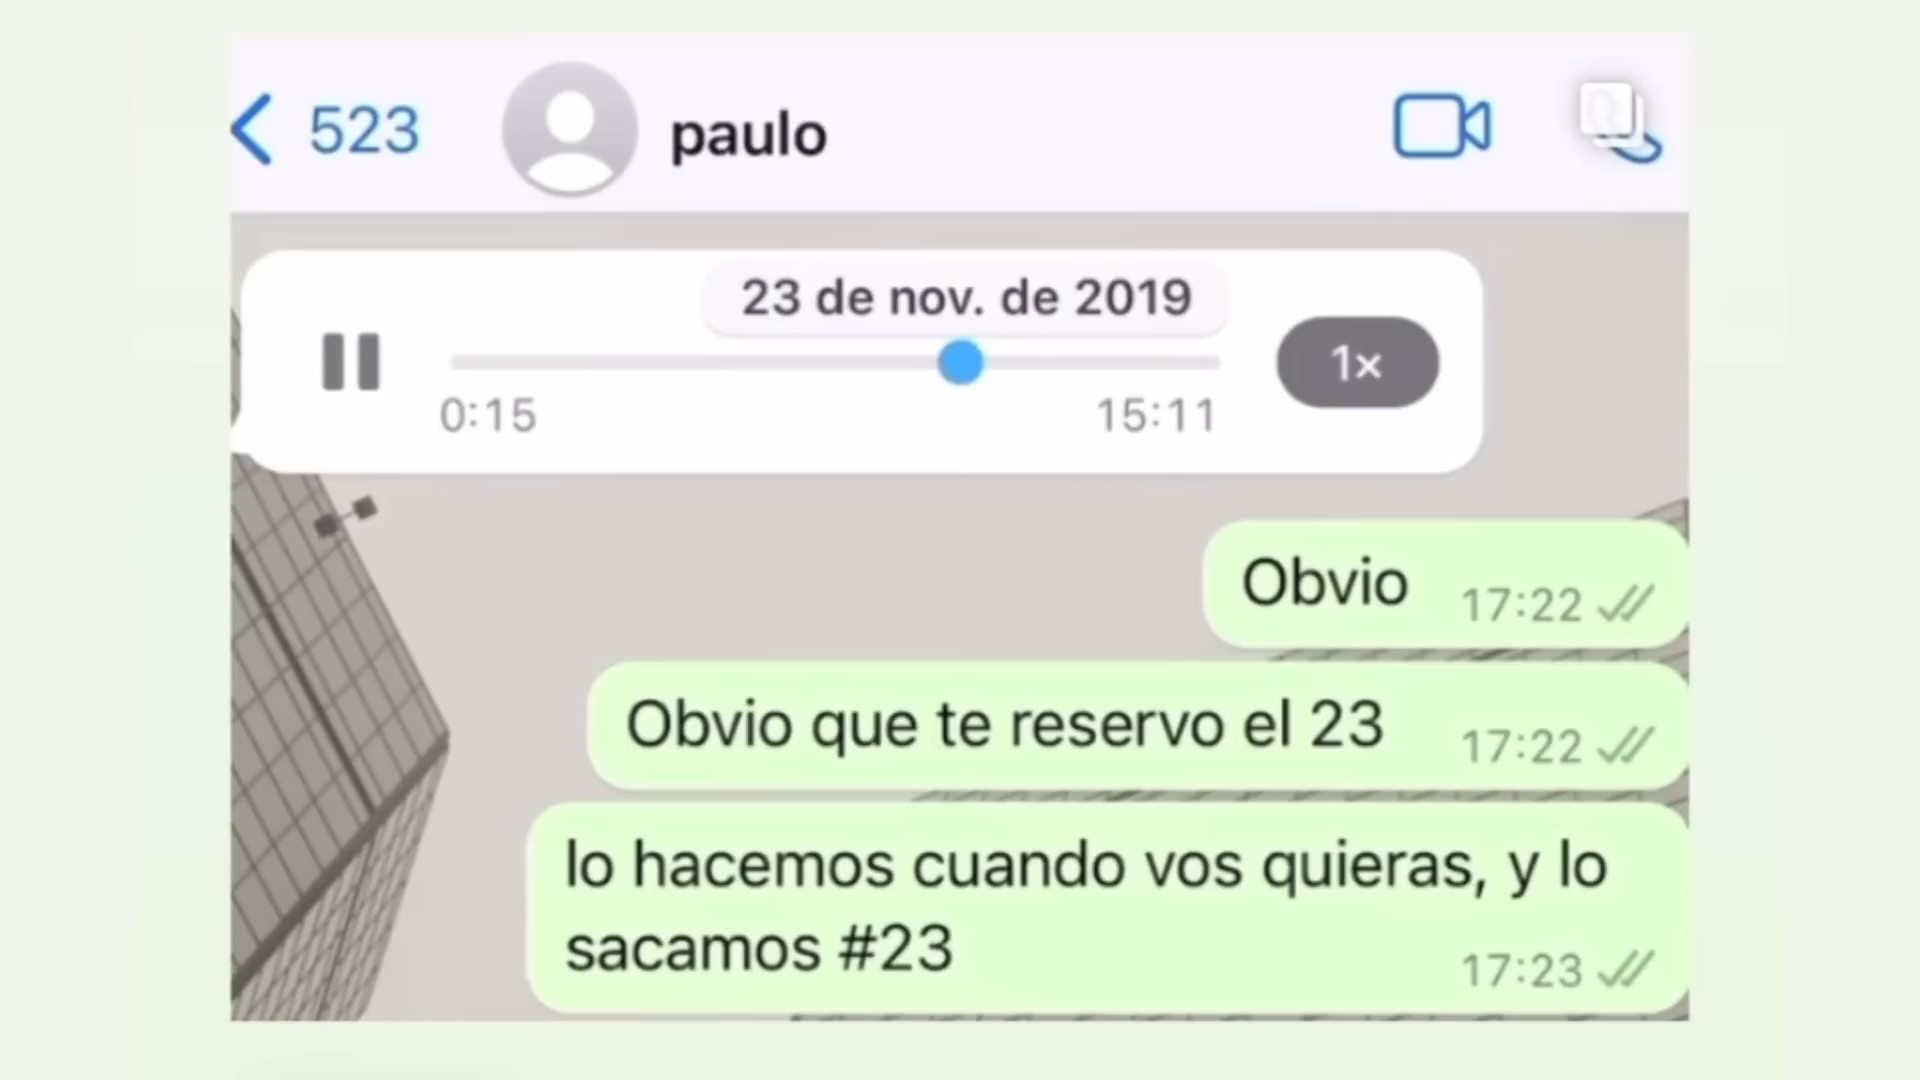 523 paulo
23 de nov. de 2019
1×
0:15 15:11
Obvio 17:22
Obvio que te reservo el 23 17:22
lo hacemos cuando vos quieras, y lo
sacamos #23 17:23